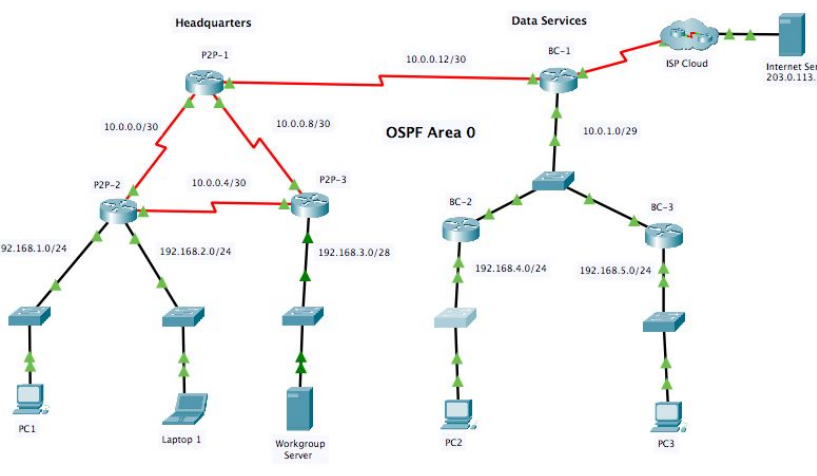 Headquarters
Data Services
P2P-1
BC-1
ISP Cloud
Internet Ser
203.0.113.
10.0.0.12/30
10.0.0.0/30
10.0.0.8/30
OSPF Area 0
10.0.1.0/29
P2P-2
10.0.0.4/30
P2P-3
BC-2
BC-3
92.168.1.0/24
192.168.2.0/24
192.168.3.0/28
192.168.4.0/24
192.168.5.0/24
PC1
Laptop 1
Workgroup
Server
PC2
PC3